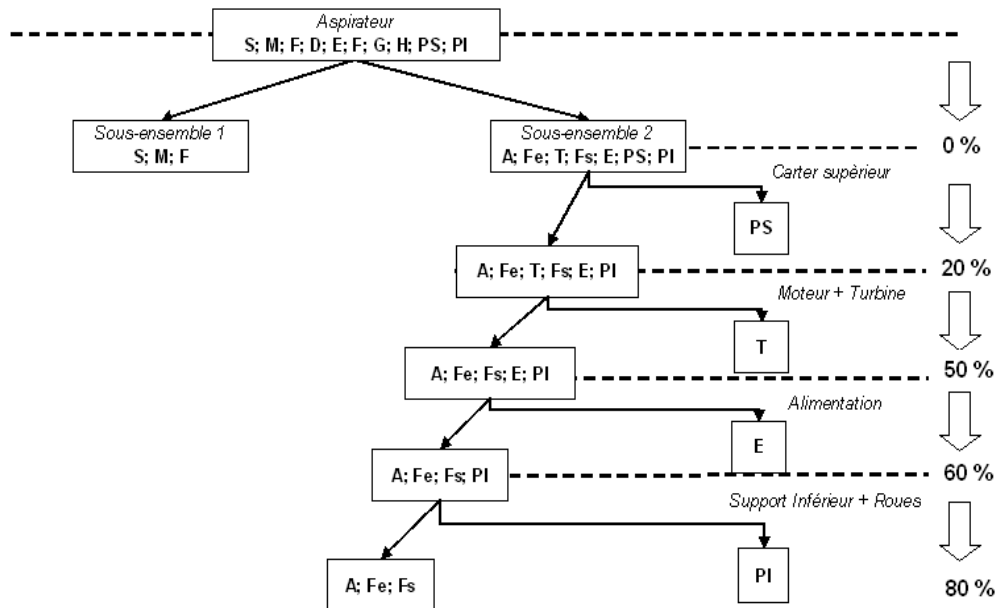 Aspirateur
S; M; F; D; E; F; G; H; PS; PI
Sous-ensemble 1
S; M; F
Sous-ensemble 2
A; Fe; T; Fs; E; PS; PI
0 %
Carter supèrieur
PS
A; Fe; T; Fs; E; PI
20 %
Moteur + Turbine
T
A; Fe; Fs; E; PI
50 %
Alimentation
E
A; Fe; Fs; PI
60 %
Support Inférieur + Roues
PI
A; Fe; Fs
80 %